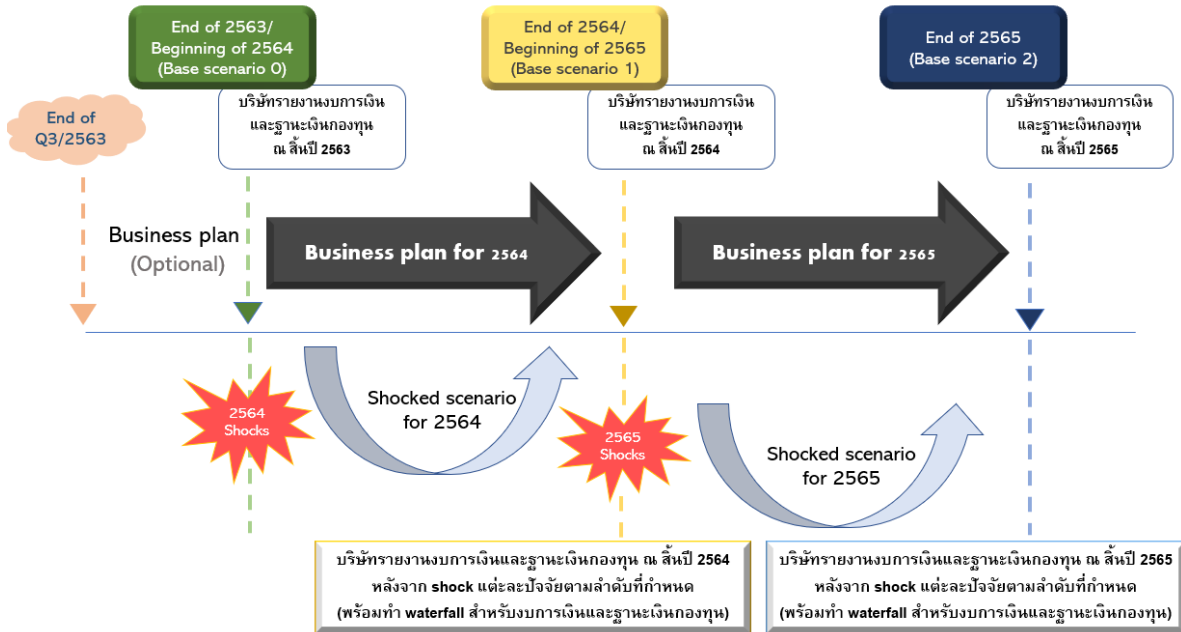 End of 2563/
Beginning of 2564
(Base scenario 0)
End of 2564/
Beginning of 2565
(Base scenario 1)
End of 2565
(Base scenario 2)
End of
Q3/2563
บริษัทรายงานงบการเงิน
และฐานะเงินกองทุน
ณ สิ้นปี 2563
บริษัทรายงานงบการเงิน
และฐานะเงินกองทุน
ณ สิ้นปี 2564
บริษัทรายงานงบการเงิน
และฐานะเงินกองทุน
ณ สิ้นปี 2565
Business plan
(Optional)
Business plan for 2564
Business plan for 2565
2564
Shocks
Shocked scenario
for 2564
2565
Shocks
Shocked scenario
for 2565
บริษัทรายงานงบการเงินและฐานะเงินกองทุน ณ สิ้นปี 2564
หลังจาก shock แต่ละปัจจัยตามลำดับที่กำหนด
(พร้อมทำ waterfall สำหรับงบการเงินและฐานะเงินกองทุน)
บริษัทรายงานงบการเงินและฐานะเงินกองทุน ณ สิ้นปี 2565
หลังจาก shock แต่ละปัจจัยตามลำดับที่กำหนด
(พร้อมทำ waterfall สำหรับงบการเงินและฐานะเงินกองทุน)